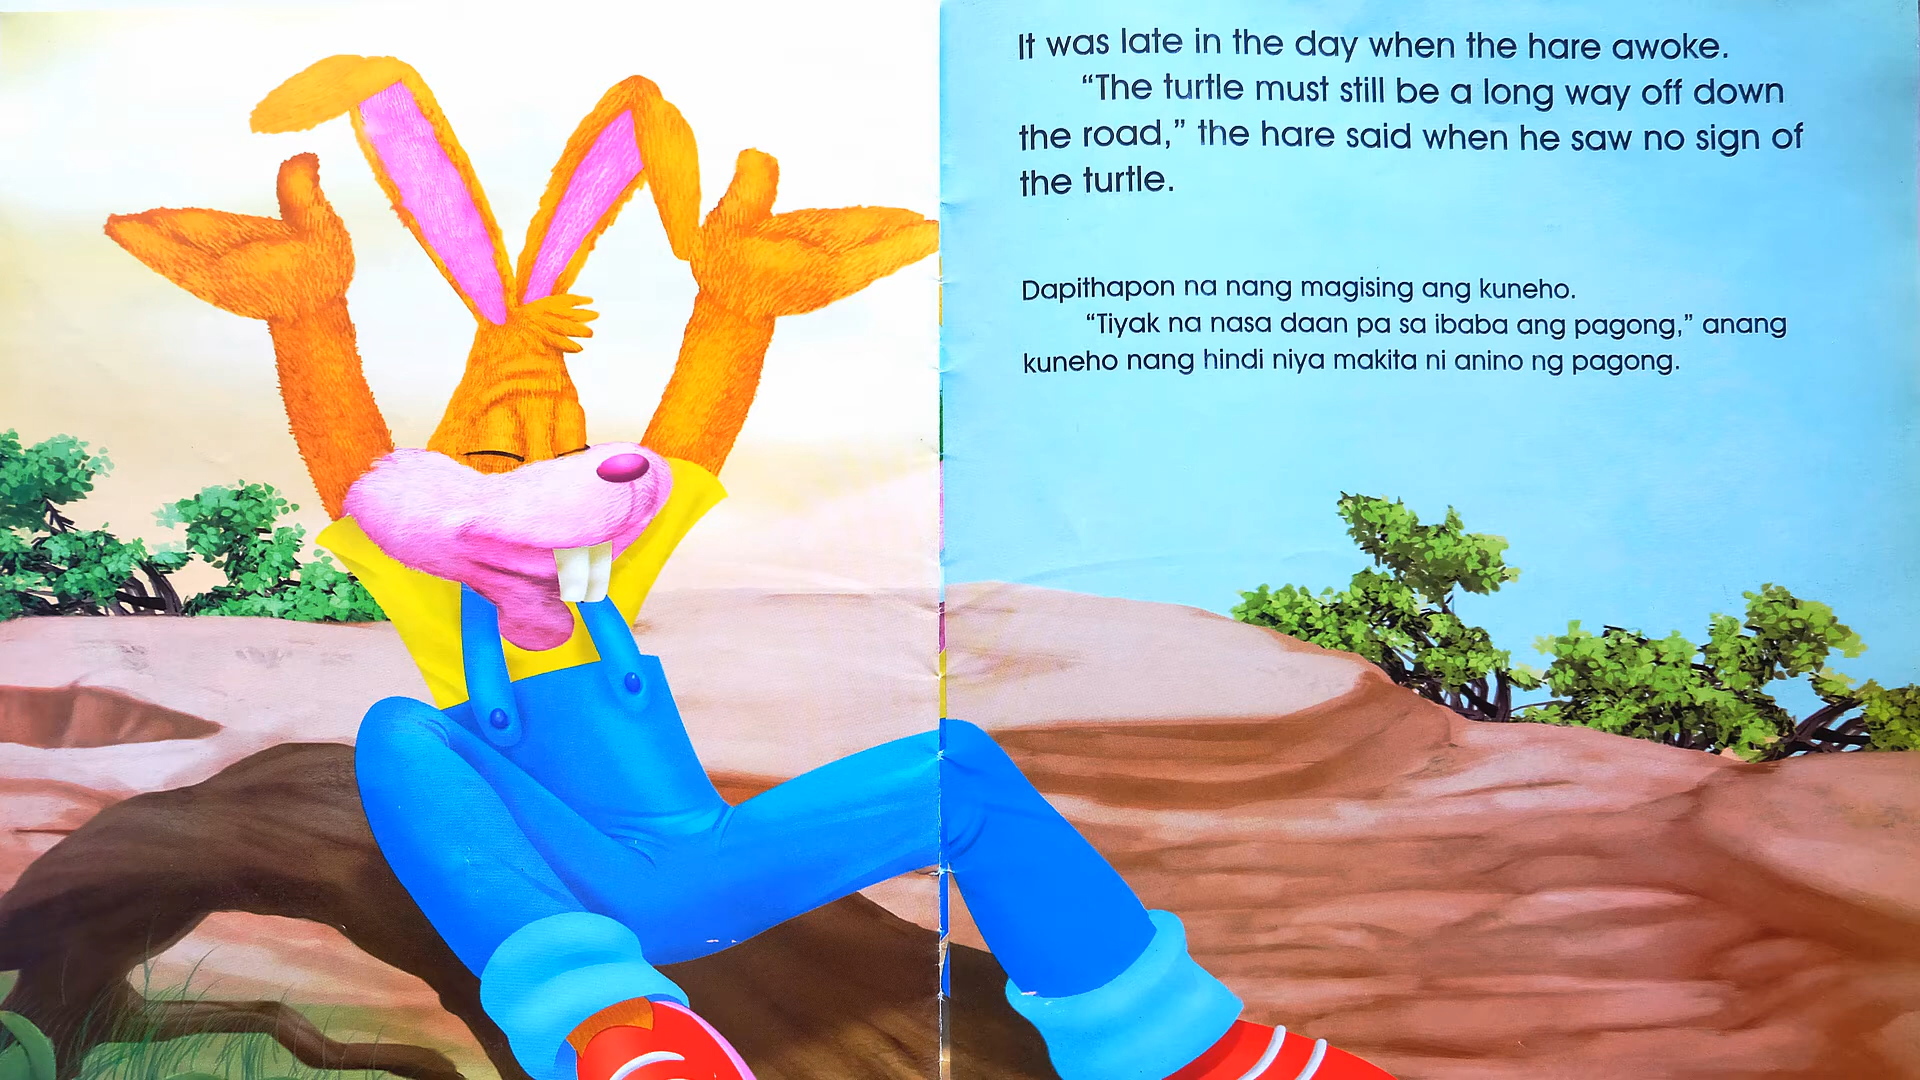 It was late in the day when the hare awoke.
“The turtle must still be a long way off down
the road,” the hare said when he saw no sign of
the turtle.
Dapithapon na nang magising ang kuneho.
“Tiyak na nasa daan pa sa ibaba ang pagong,” anang
kuneho nang hindi niya makita ni anino ng pagong.